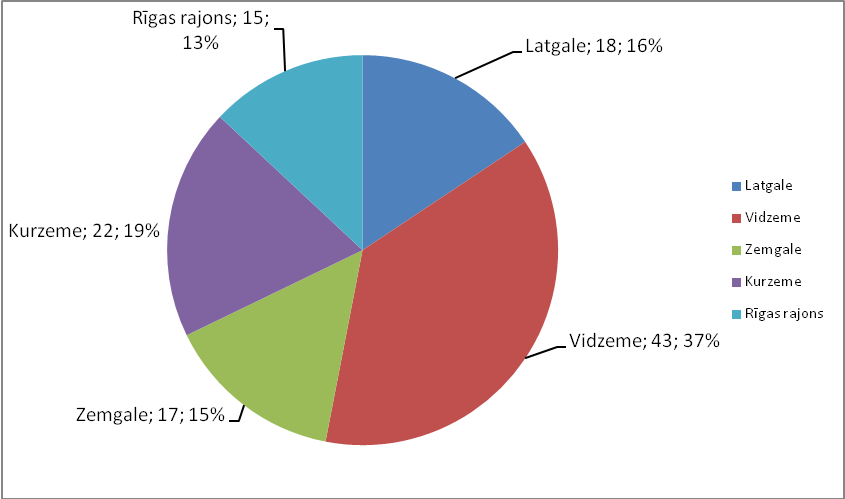 Rīgas rajons; 15;
13%
Latgale; 18; 16%
Kurzeme; 22; 19%
Vidzeme; 43; 37%
Zemgale; 17; 15%
Latgale
Vidzeme
Zemgale
Kurzeme
Rīgas rajons